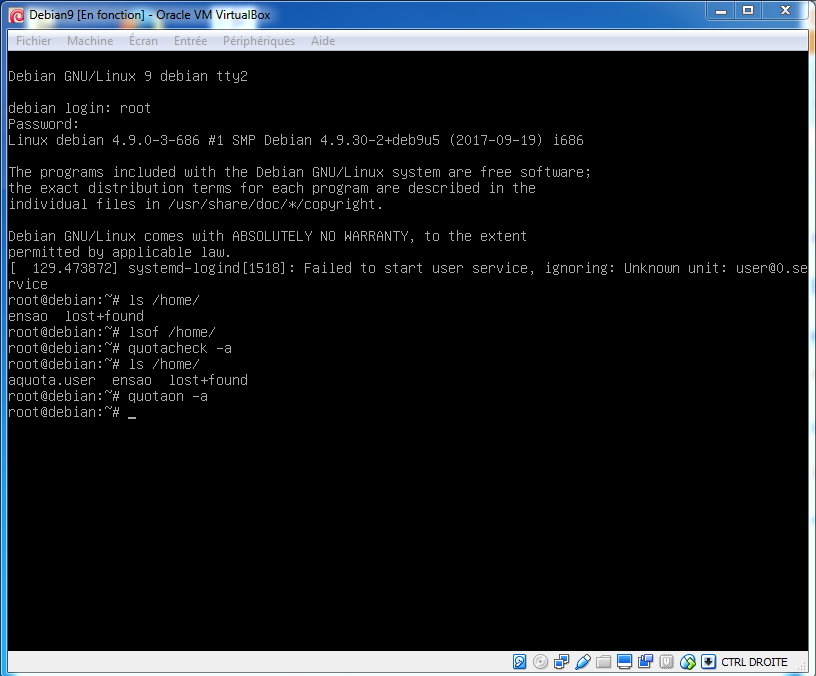 Debian9 [En fonction] - Oracle VM VirtualBox
Fichier Machine Écran Entrée Périphériques Aide
Debian GNU/Linux 9 debian tty2
debian login: root
Password:
Linux debian 4.9.0-3-686 #1 SMP Debian 4.9.30-2+deb9u5 (2017-09-19) i686
The programs included with the Debian GNU/Linux system are free software;
the exact distribution terms for each program are described in the
individual files in /usr/share/doc/*/copyright.
Debian GNU/Linux comes with ABSOLUTELY NO WARRANTY, to the extent
permitted by applicable law.
[  129.473872] systemd-logind[1518]: Failed to start user service, ignoring: Unknown unit: user@0.se
rvice
root@debian:~# ls /home/
ensao  lost+found
root@debian:~# lsof /home/
root@debian:~# quotacheck -a
root@debian:~# ls /home/
aquota.user  ensao  lost+found
root@debian:~# quotaon -a
root@debian:~# _
CTRL DROITE